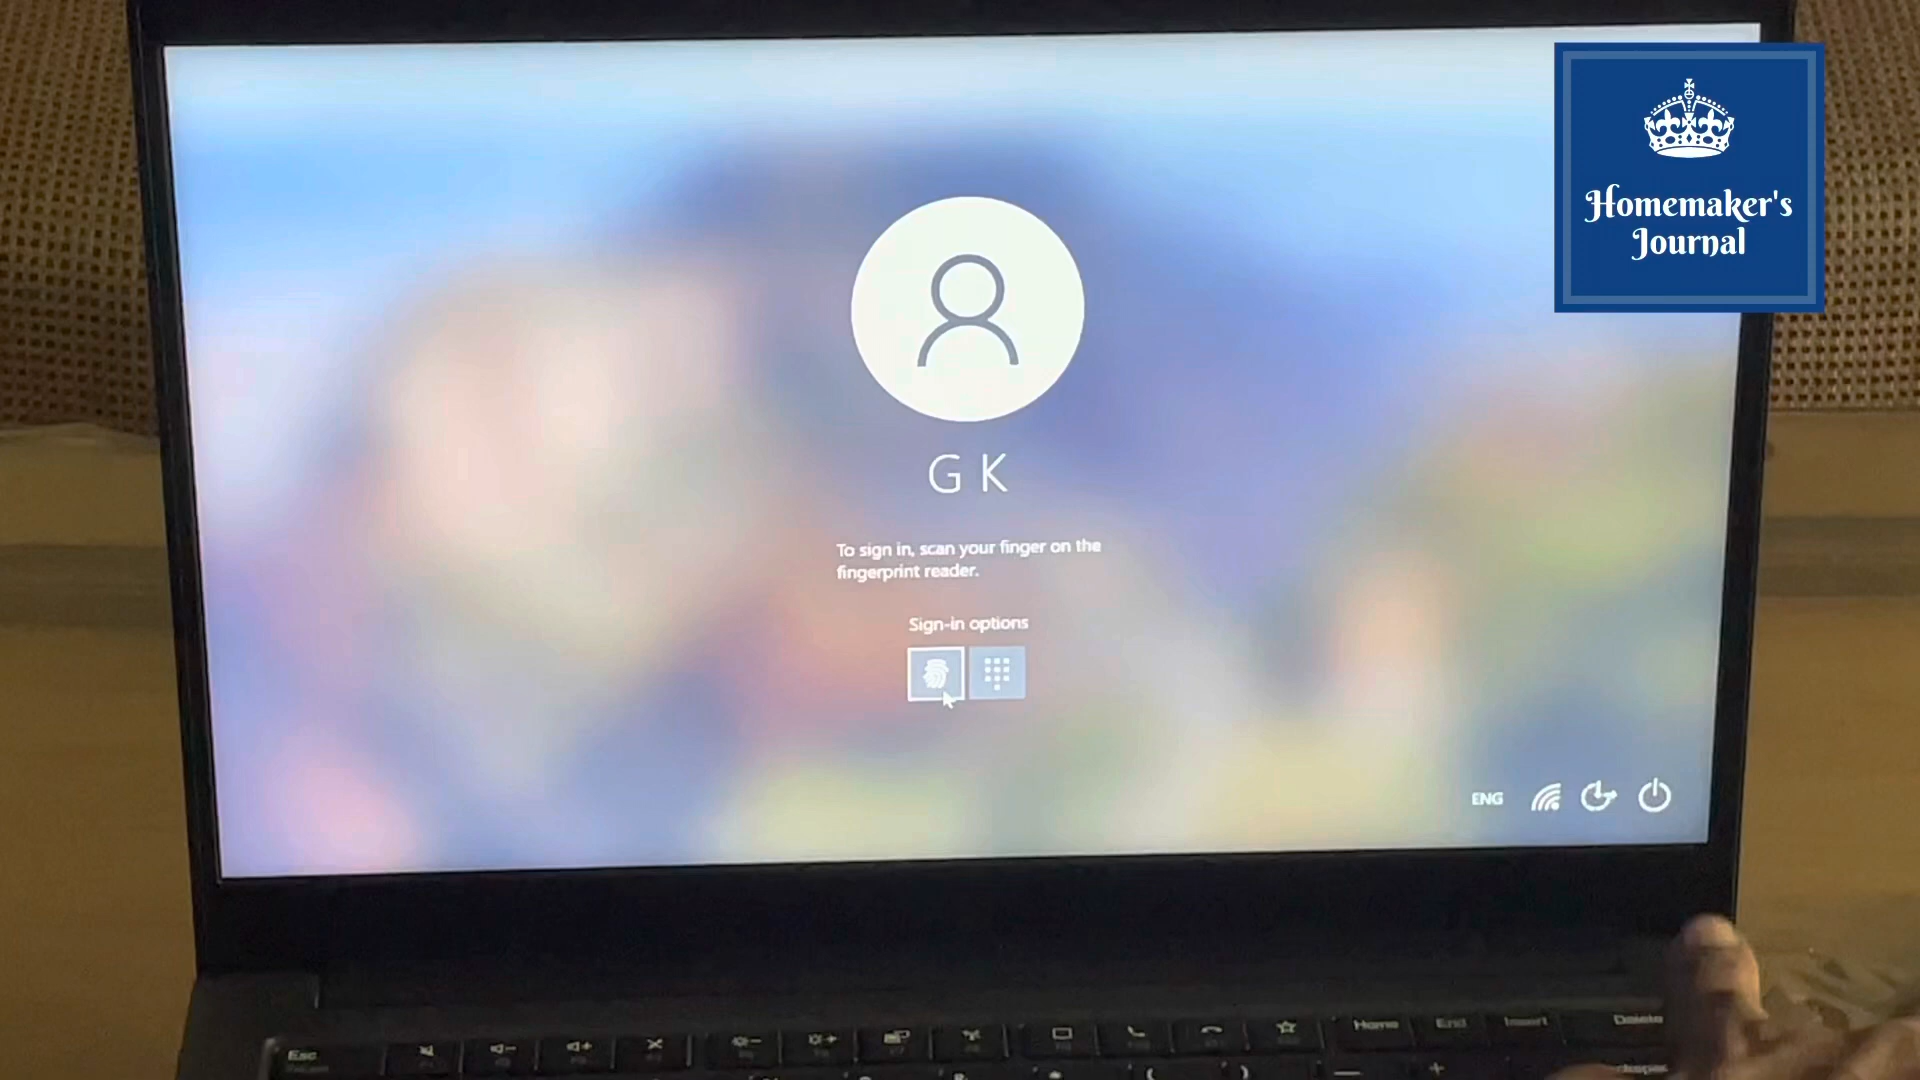 Homemaker's
Journal
G K
To sign in, scan your finger on the
fingerprint reader.
Sign-in options
ENG
Esc
Home
End
Insert
Delete